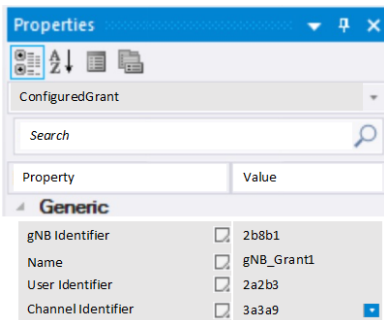 Properties
ConfiguredGrant
Search
Property Value
Generic
gNB Identifier 2b8b1
Name gNB_Grant1
User Identifier 2a2b3
Channel Identifier 3a3a9